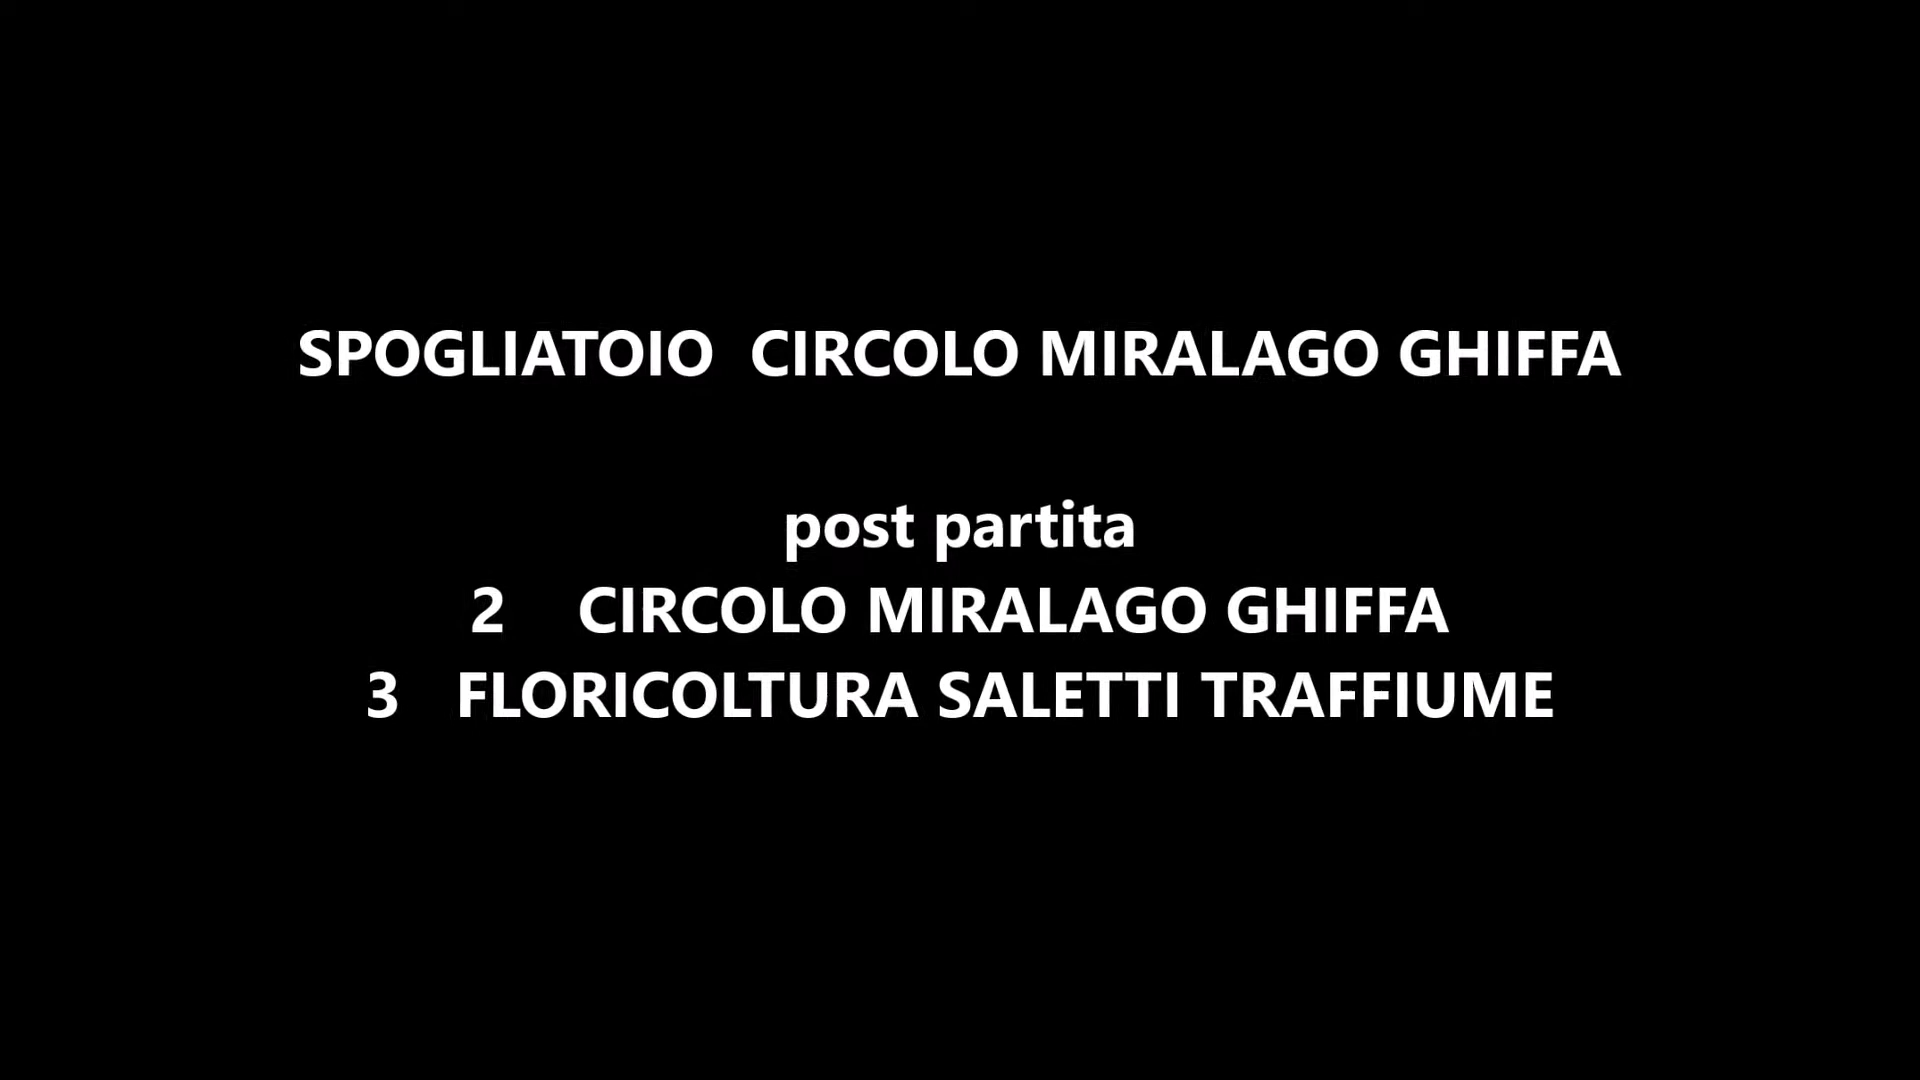 SPOGLIATOIO  CIRCOLO MIRALAGO GHIFFA
post partita
2    CIRCOLO MIRALAGO GHIFFA
3   FLORICOLTURA SALETTI TRAFFIUME